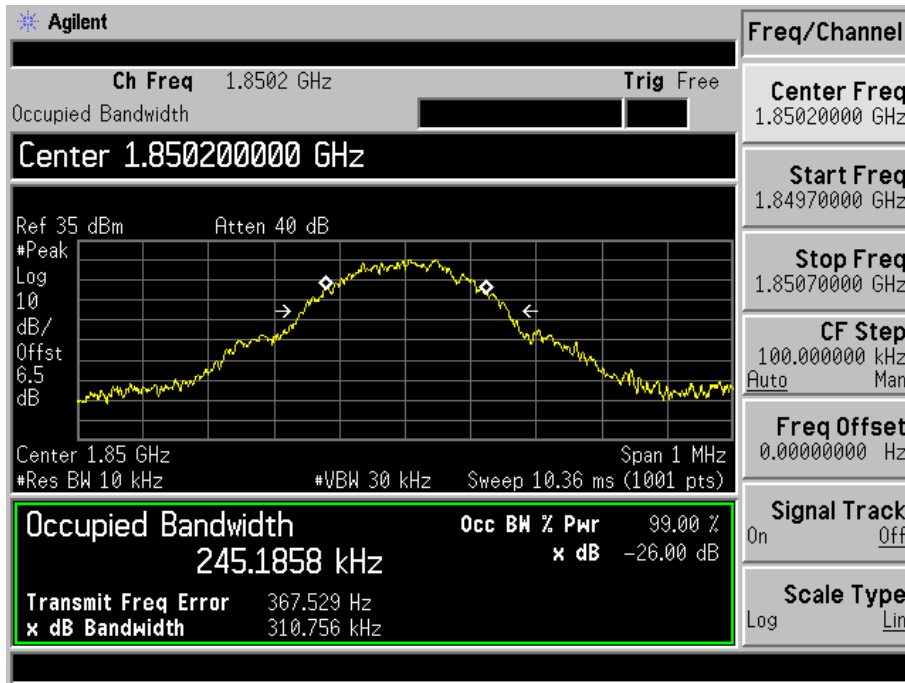 Agilent
Ch Freq 1.8502 GHz Trig Free
Occupied Bandwidth
Center 1.850200000 GHz
Ref 35 dBm Atten 40 dB
#Peak
Log
10
dB/
Offst
6.5
dB
Center 1.85 GHz Span 1 MHz
#Res BW 10 kHz #VBW 30 kHz Sweep 10.36 ms (1001 pts)
Occupied Bandwidth Occ BW % Pwr 99.00 %
245.1858 kHz x dB -26.00 dB
Transmit Freq Error 367.529 Hz
x dB Bandwidth 310.756 kHz
Freq/Channel
Center Freq
1.85020000 GHz
Start Freq
1.84970000 GHz
Stop Freq
1.85070000 GHz
CF Step
100.000000 kHz
Auto Man
Freq Offset
0.00000000 Hz
Signal Track
On Off
Scale Type
Log Lin